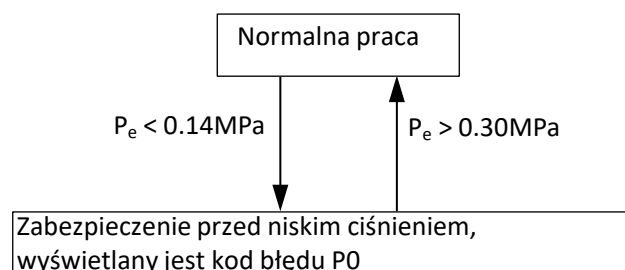 Normalna praca
Pe < 0.14MPa
Pe > 0.30MPa
Zabezpieczenie przed niskim ciśnieniem,
wyświetlany jest kod błędu P0